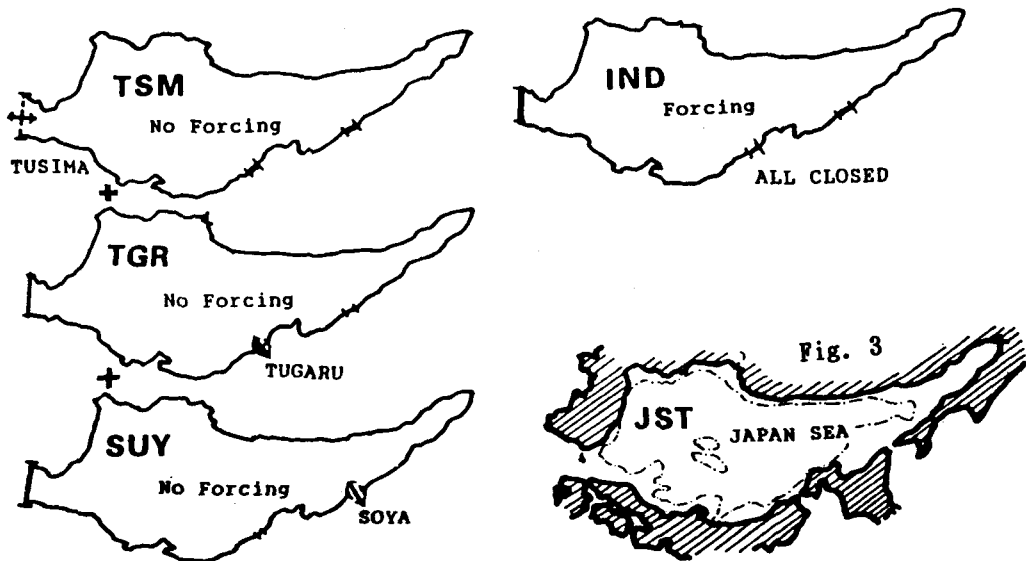 TSM
No Forcing
TUSIMA
+
TGR
No Forcing
TUGARU
+
SUY
No Forcing
SOYA
IND
Forcing
ALL CLOSED
Fig. 3
JST
JAPAN SEA